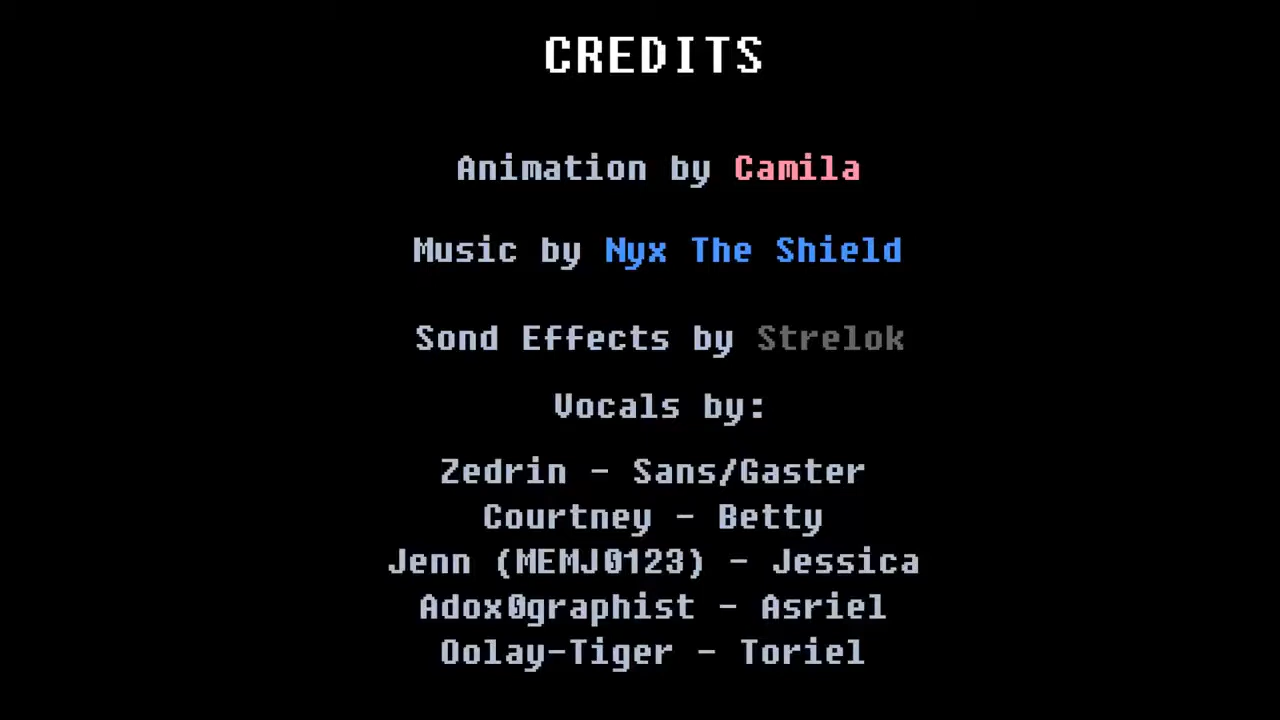 CREDITS
Animation by Camila
Music by Nyx The Shield
Sond Effects by Strelok
Vocals by:
Zedrin - Sans/Gaster
Courtney - Betty
Jenn (MEMJ0123) - Jessica
Adox0graphist - Asriel
Oolay-Tiger - Toriel